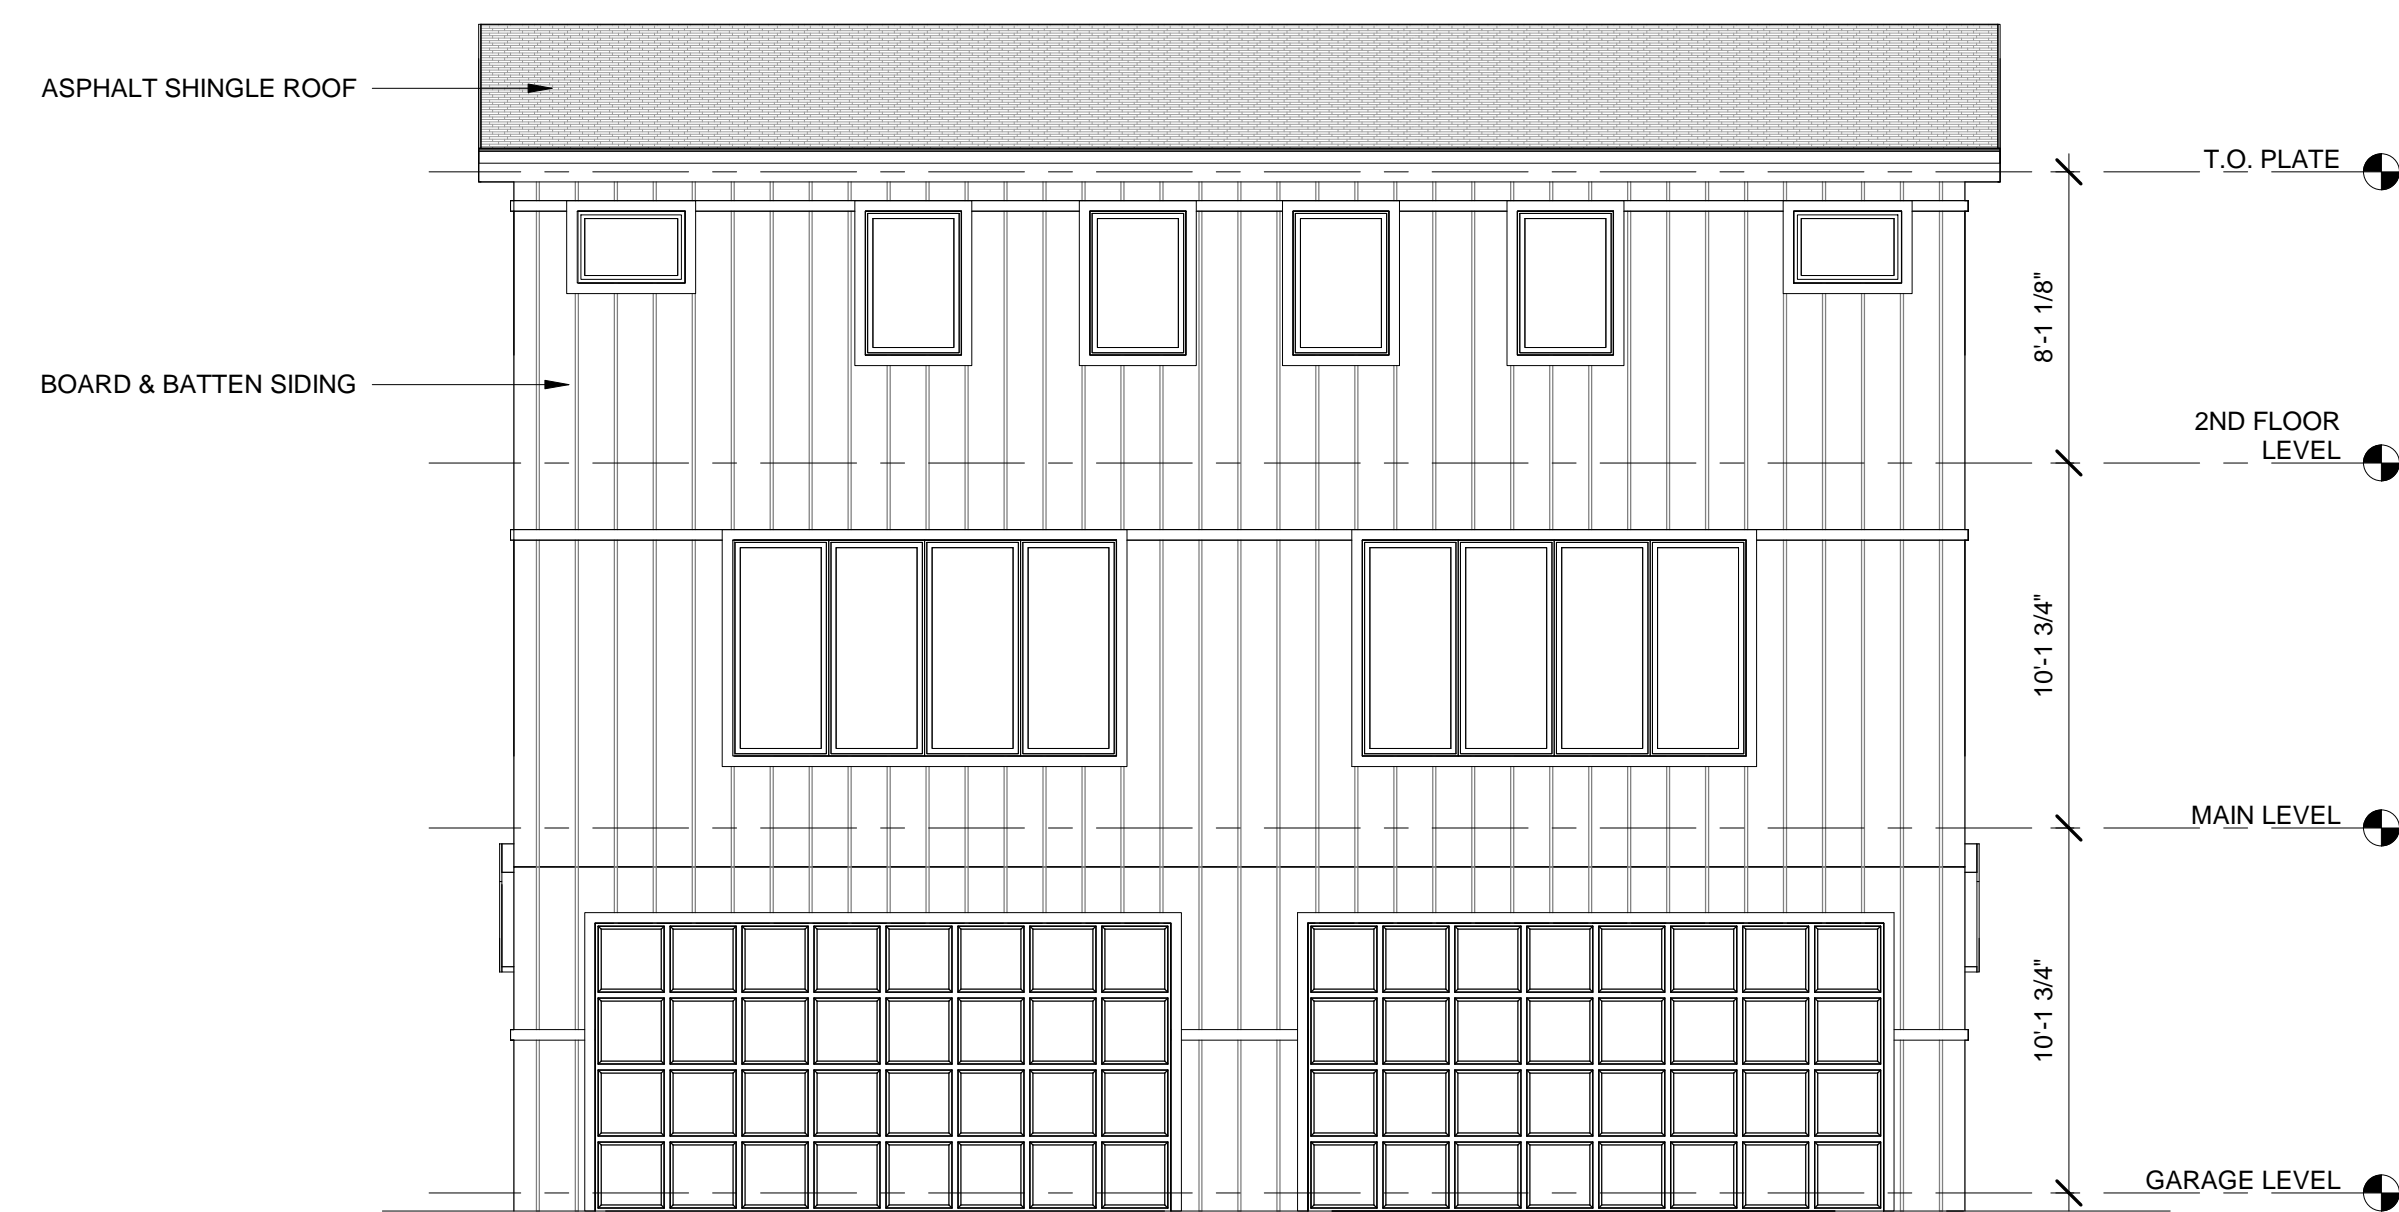 ASPHALT SHINGLE ROOF
T.O. PLATE
8'-1 1/8"
BOARD & BATTEN SIDING
2ND FLOOR
LEVEL
10'-1 3/4"
MAIN LEVEL
10'-1 3/4"
GARAGE LEVEL